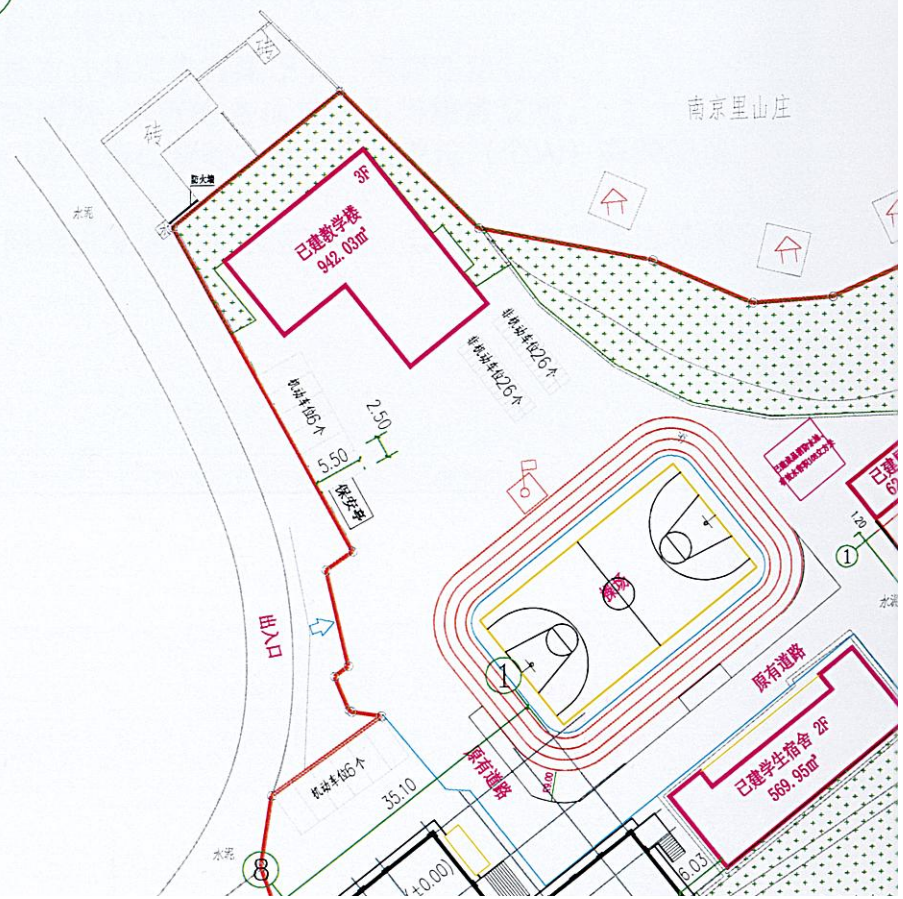 砖
南京里山庄
砖
防火墙
3F
水泥
已建教学楼
942.03㎡
非机动车位26个
非机动车位26个
机动车位6个
2.50
5.50
保安亭
1.20
1
操场
水泥
出入口
1
原有道路
原有道路
已建学生宿舍 2F
569.95㎡
机动车位6个
35.10
水泥
8
(±0.00)
6.03